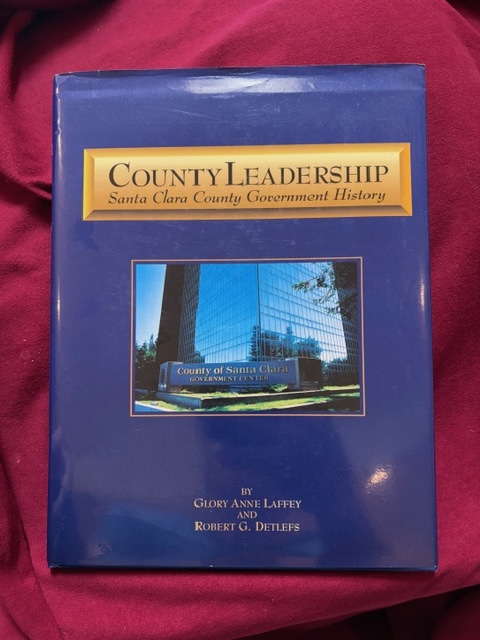 COUNTY LEADERSHIP
Santa Clara County Government History
County of Santa Clara
GOVERNMENT CENTER
BY
GLORY ANNE LAFFEY
AND
ROBERT G. DETLEFS